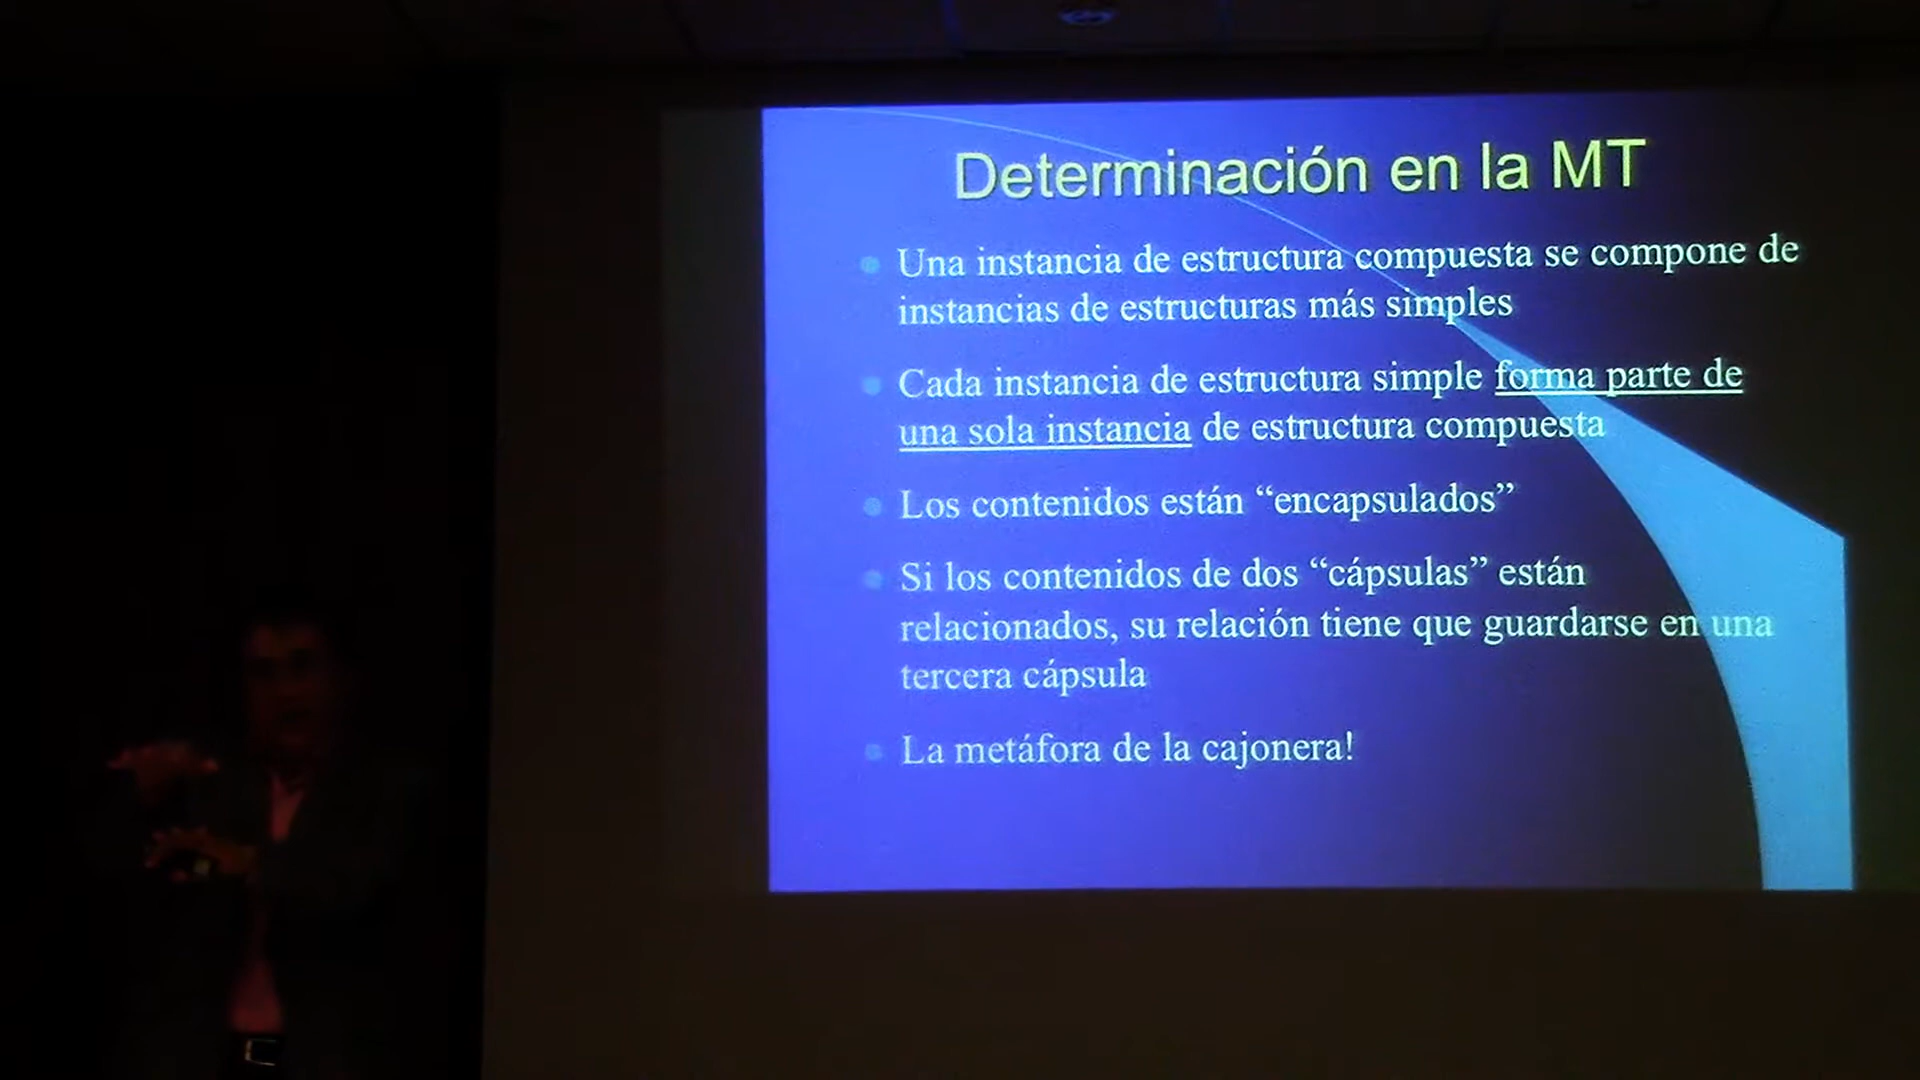 Determinación en la MT
Una instancia de estructura compuesta se compone de
instancias de estructuras más simples
Cada instancia de estructura simple forma parte de
una sola instancia de estructura compuesta
Los contenidos están “encapsulados”
Si los contenidos de dos “cápsulas” están
relacionados, su relación tiene que guardarse en una
tercera cápsula
La metáfora de la cajonera!